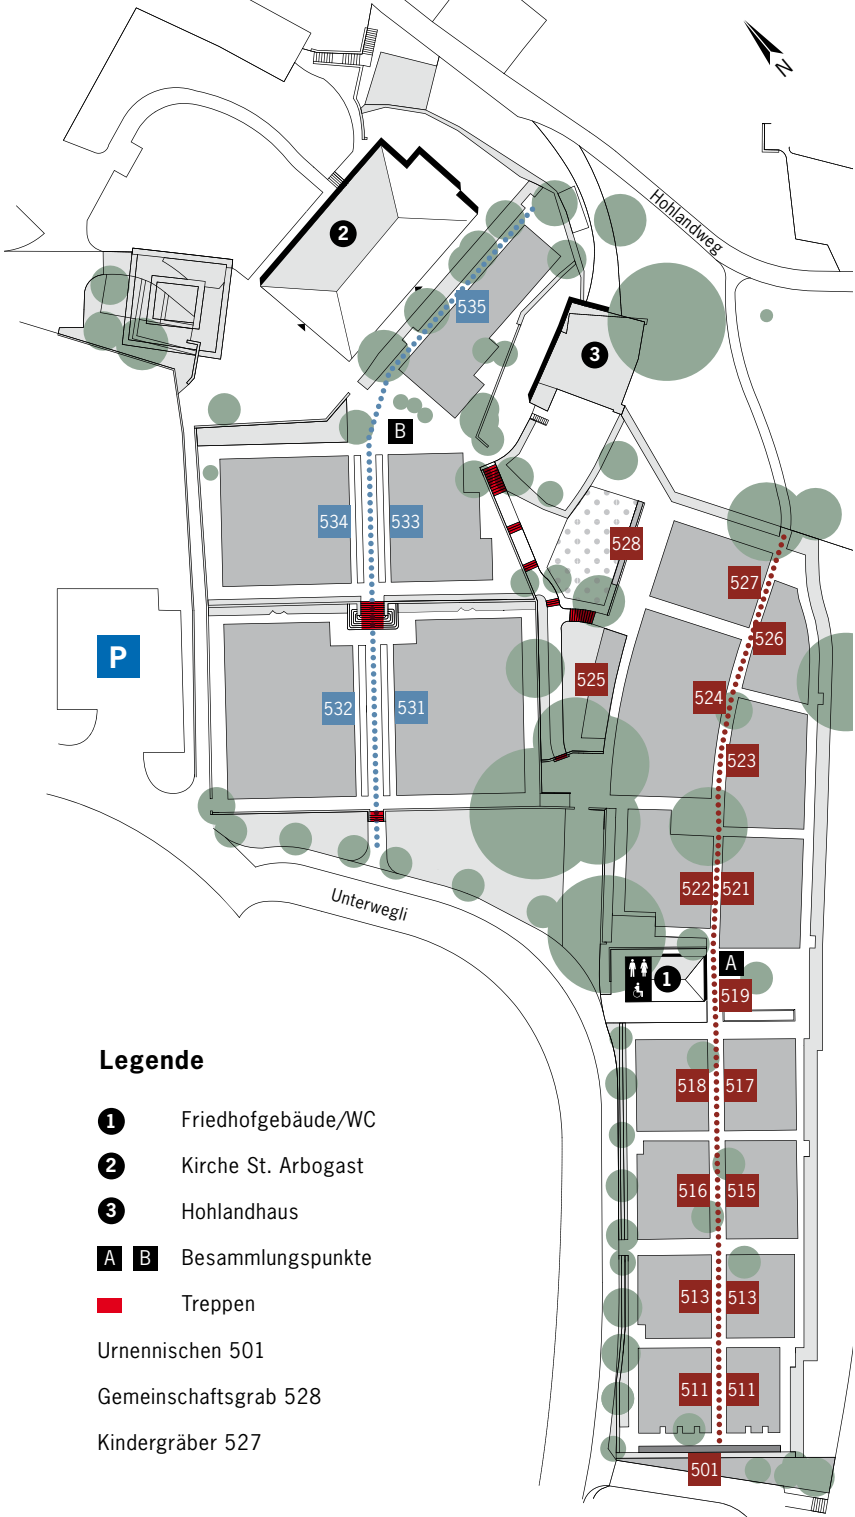 N
Hohlandweg
2
535
3
B
534
533
528
527
526
P
525
524
532
531
523
522
521
Unterwegli
A
1
519
518
517
516
515
513
513
511
511
501
Legende
1 Friedhofgebäude/WC
2 Kirche St. Arbogast
3 Hohlandhaus
A B Besammlungspunkte
Treppen
Urnennischen 501
Gemeinschaftsgrab 528
Kindergräber 527